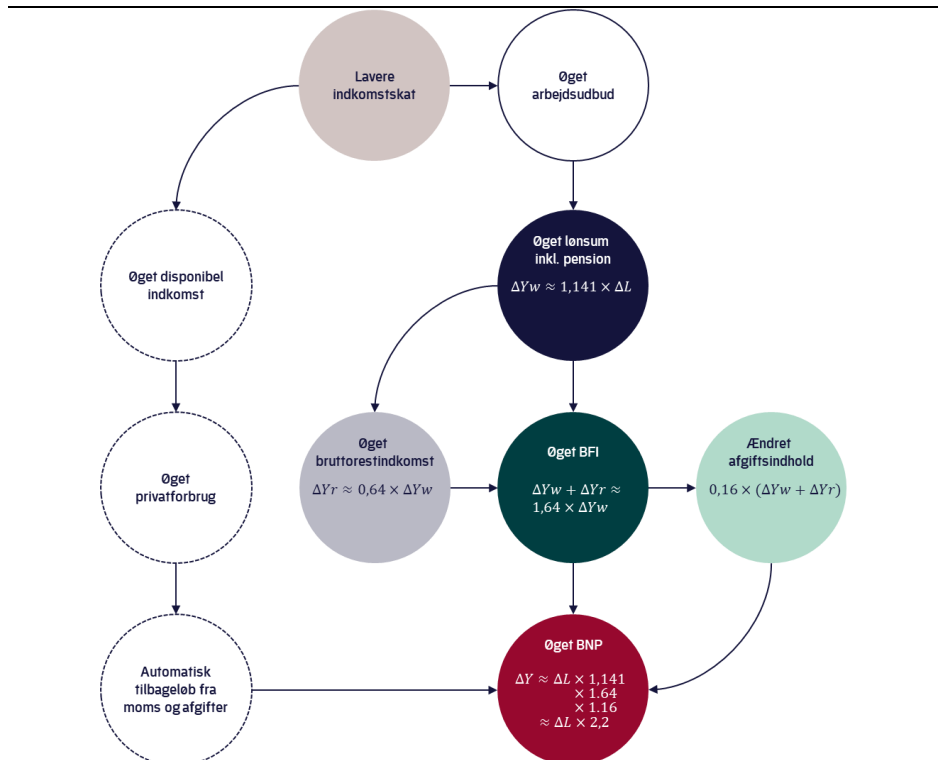 Lavere
indkomstskat
Øget
arbejdsudbud
Øget disponibel
indkomst
Øget lønsum
inkl. pension
ΔYw ≈ 1,141 × ΔL
Øget
privatforbrug
Øget
bruttorestindkomst
ΔYr ≈ 0,64 × ΔYw
Øget BFI
ΔYw + ΔYr ≈
1,64 × ΔYw
Ændret
afgiftsindhold
0,16 × (ΔYw + ΔYr)
Automatisk
tilbageløb fra
moms og afgifter
Øget BNP
ΔY ≈ ΔL × 1,141
× 1.64
× 1.16
≈ ΔL × 2,2